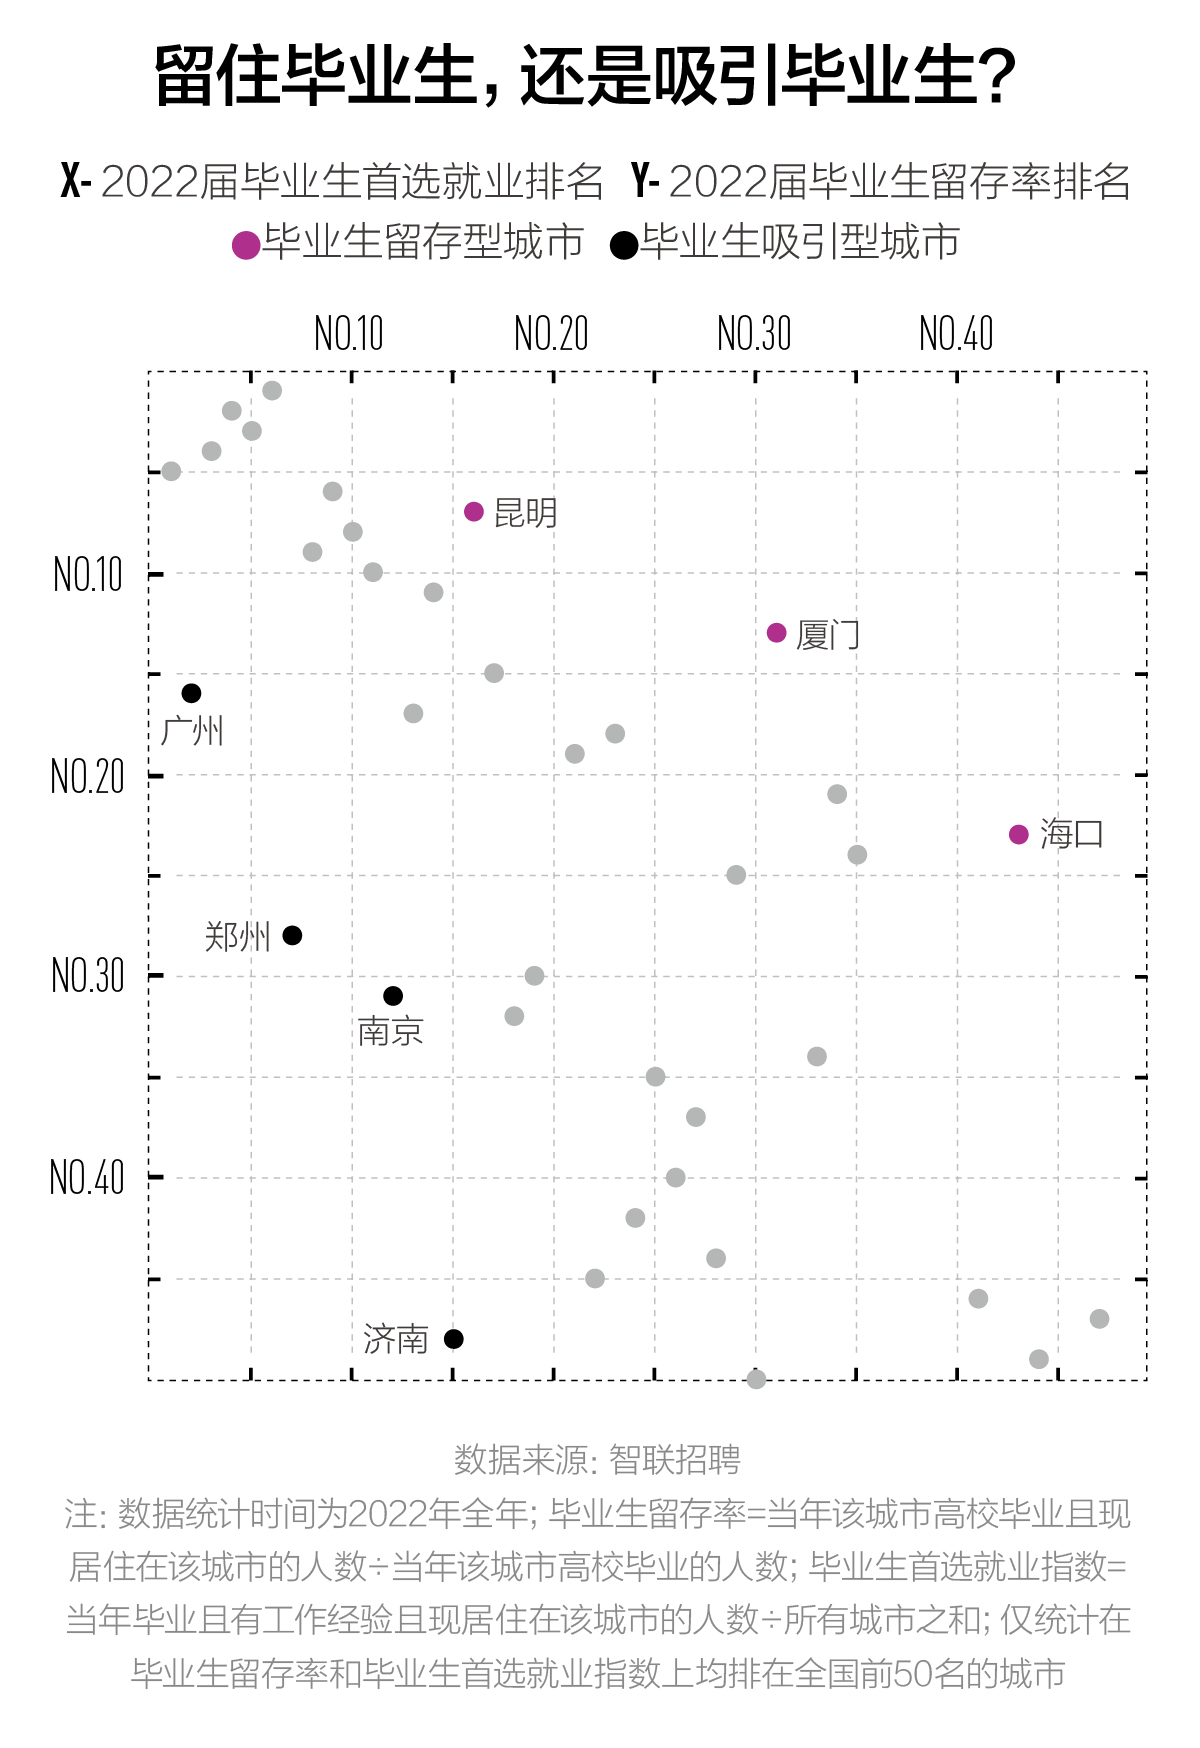 留住毕业生，还是吸引毕业生?
X- 2022届毕业生首选就业排名 Y- 2022届毕业生留存率排名
毕业生留存型城市 毕业生吸引型城市
NO.10 NO.20 NO.30 NO.40
昆明
NO.10
厦门
广州
NO.20
海口
郑州
NO.30
南京
NO.40
济南
数据来源：智联招聘
注：数据统计时间为2022年全年；毕业生留存率=当年该城市高校毕业且现
居住在该城市的人数÷当年该城市高校毕业的人数；毕业生首选就业指数=
当年毕业且有工作经验且现居住在该城市的人数÷所有城市之和；仅统计在
毕业生留存率和毕业生首选就业指数上均排在全国前50名的城市